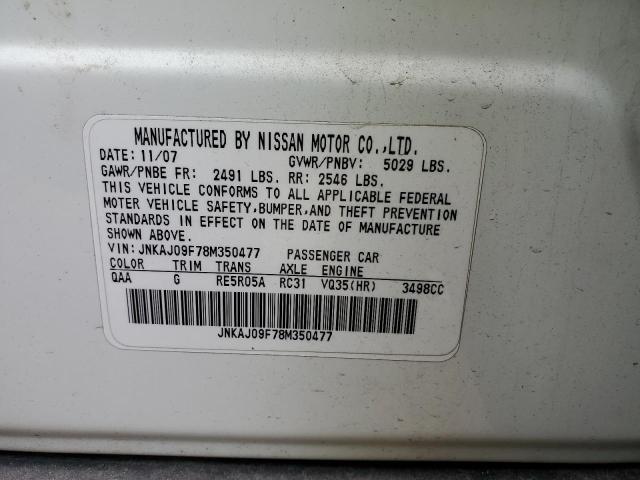 MANUFACTURED BY NISSAN MOTOR CO.,LTD.
DATE: 11/07 GVWR/PNBV: 5029 LBS.
GAWR/PNBE FR: 2491 LBS. RR: 2546 LBS.
THIS VEHICLE CONFORMS TO ALL APPLICABLE FEDERAL
MOTOR VEHICLE SAFETY,BUMPER,AND THEFT PREVENTION
STANDARDS IN EFFECT ON THE DATE OF MANUFACTURE
SHOWN ABOVE.
VIN: JNKAJ09F78M350477 PASSENGER CAR
COLOR TRIM TRANS AXLE ENGINE
QAA G RE5R05A RC31 VQ35(HR) 3498CC
JNKAJ09F78M350477